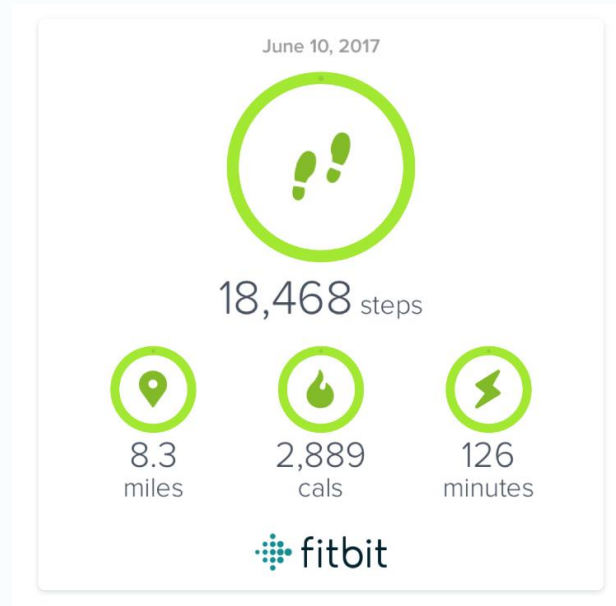 June 10, 2017
18,468 steps
8.3 2,889 126
miles cals minutes
fitbit